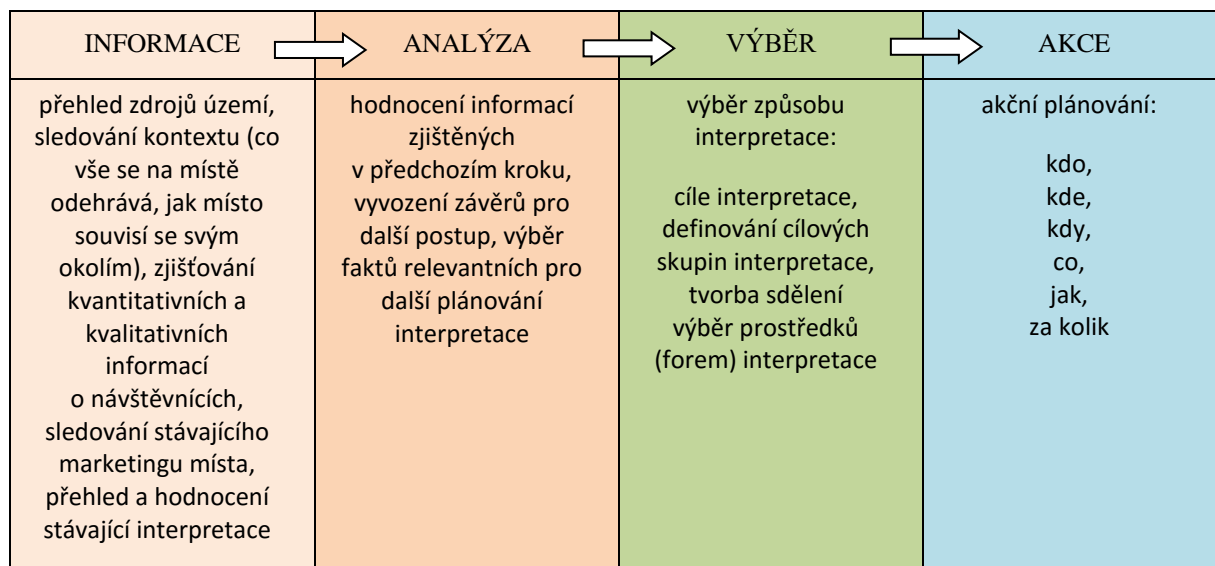 INFORMACE
ANALÝZA
VÝBĚR
AKCE
přehled zdrojů území,
sledování kontextu (co
vše se na místě
odehrává, jak místo
souvisí se svým
okolím), zjišťování
kvantitativních a
kvalitativních
informací
o návštěvnících,
sledování stávajícího
marketingu místa,
přehled a hodnocení
stávající interpretace
hodnocení informací
zjištěných
v předchozím kroku,
vyvození závěrů pro
další postup, výběr
faktů relevantních pro
další plánování
interpretace
výběr způsobu
interpretace:
cíle interpretace,
definování cílových
skupin interpretace,
tvorba sdělení
výběr prostředků
(forem) interpretace
akční plánování:
kdo,
kde,
kdy,
co,
jak,
za kolik